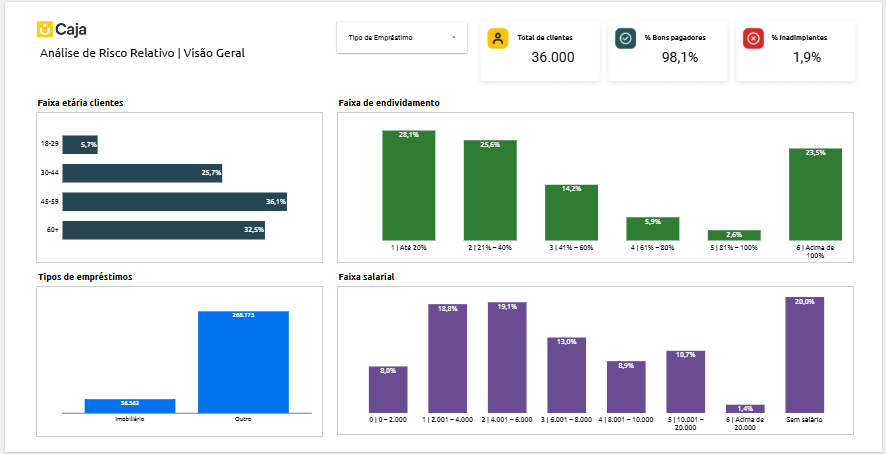 Caja
Análise de Risco Relativo | Visão Geral
Tipo de Empréstimo
Total de clientes
36.000
% Bons pagadores
98,1%
% Inadimplentes
1,9%
Faixa etária clientes
18-29
5,7%
30-44
25,7%
45-59
36,1%
60+
32,5%
Faixa de endividamento
28,1%
25,6%
14,2%
5,9%
2,6%
23,5%
1 | Até 20%
2 | 21% – 40%
3 | 41% – 60%
4 | 61% – 80%
5 | 81% – 100%
6 | Acima de
100%
Tipos de empréstimos
36.562
268.773
Imobiliário
Outro
Faixa salarial
8,0%
18,8%
19,1%
13,0%
8,9%
10,7%
1,4%
20,0%
0 | 0 – 2.000
1 | 2.001 – 4.000
2 | 4.001 – 6.000
3 | 6.001 – 8.000
4 | 8.001 – 10.000
5 | 10.001 –
20.000
6 | Acima de
20.000
Sem salário